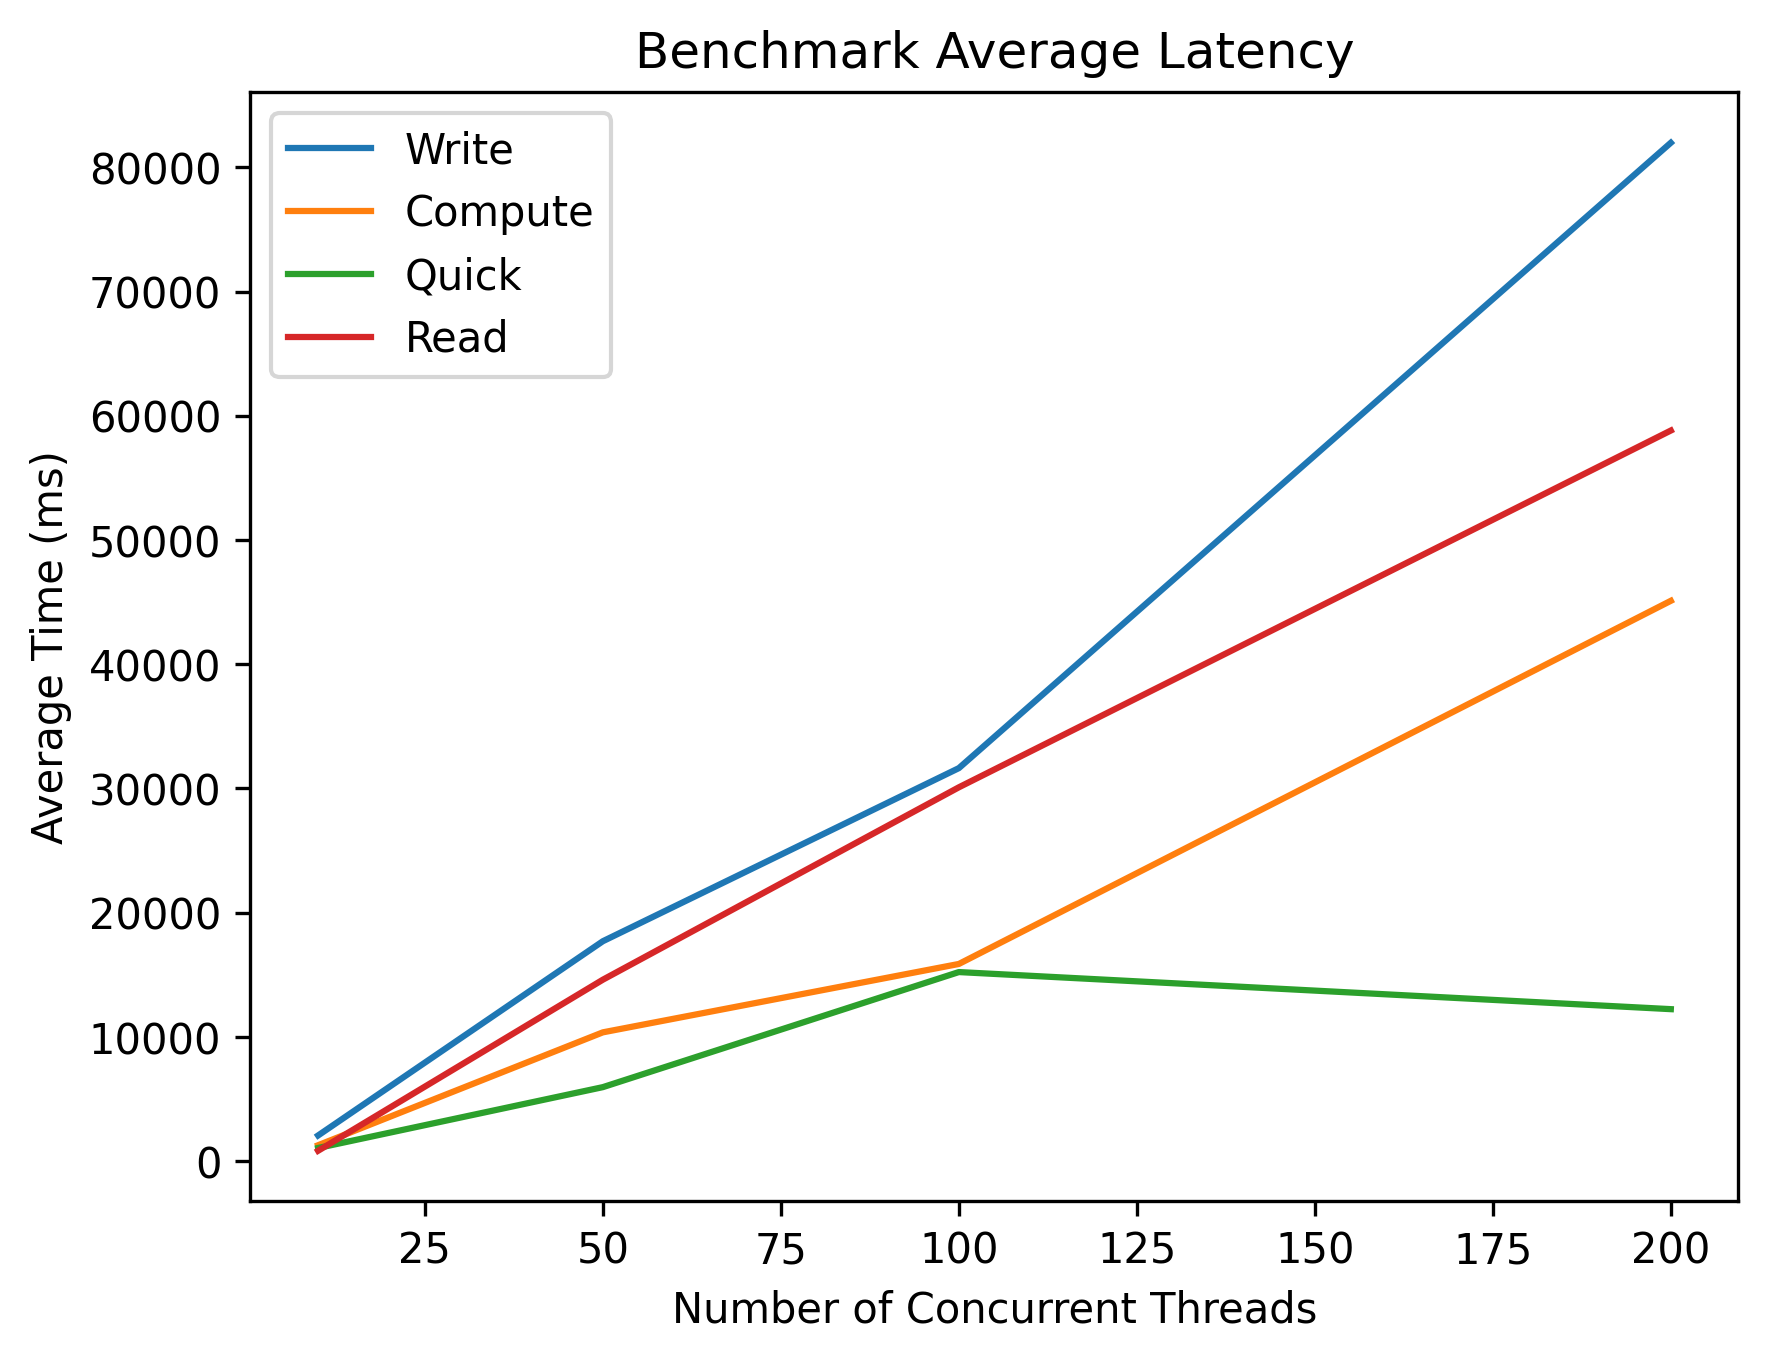 Benchmark Average Latency
Write
Compute
Quick
Read
80000
70000
60000
50000
40000
30000
20000
10000
0
Average Time (ms)
25 50 75 100 125 150 175 200
Number of Concurrent Threads